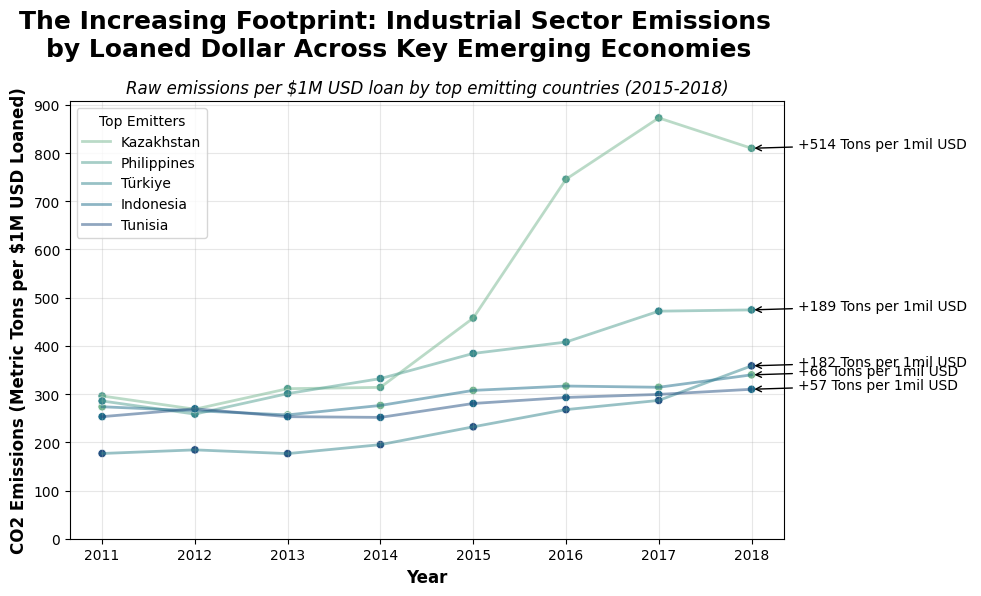 The Increasing Footprint: Industrial Sector Emissions
by Loaned Dollar Across Key Emerging Economies
Raw emissions per $1M USD loan by top emitting countries (2015-2018)
CO2 Emissions (Metric Tons per $1M USD Loaned)
900
800
700
600
500
400
300
200
100
0
Top Emitters
Kazakhstan
Philippines
Türkiye
Indonesia
Tunisia
+514 Tons per 1mil USD
+189 Tons per 1mil USD
+182 Tons per 1mil USD
+66 Tons per 1mil USD
+57 Tons per 1mil USD
2011 2012 2013 2014 2015 2016 2017 2018
Year